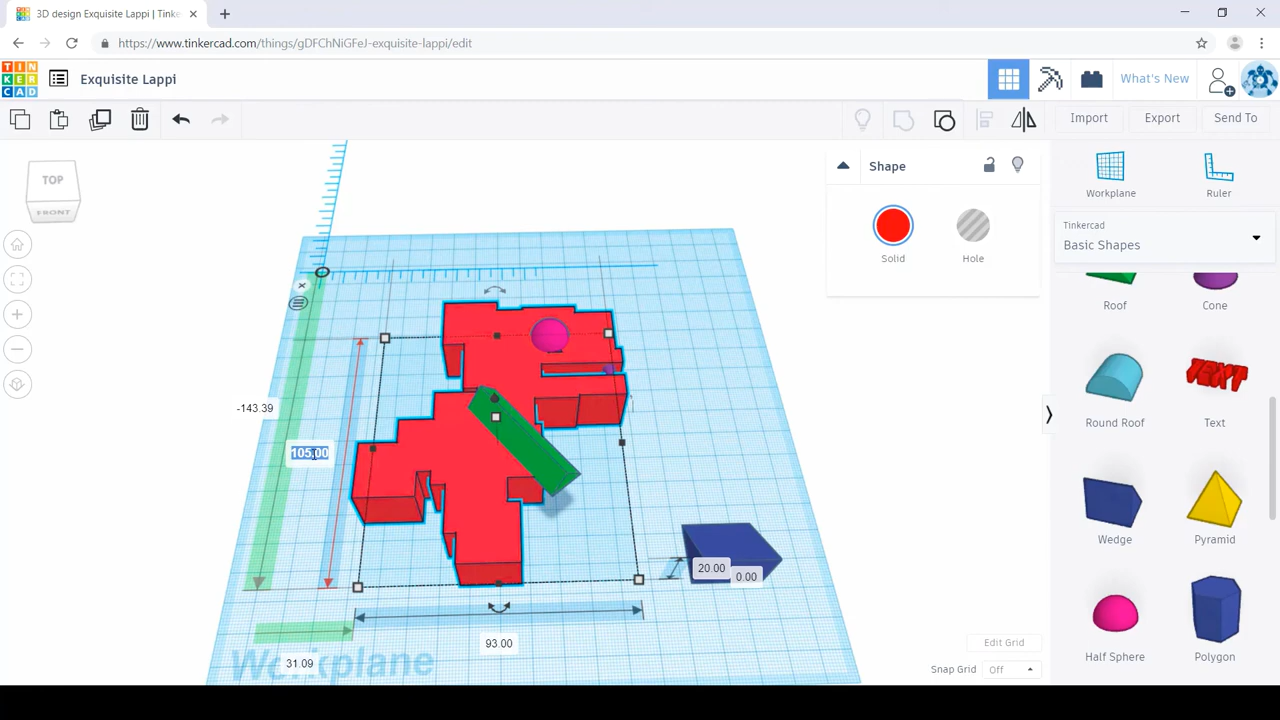 3D design Exquisite Lappi | Tinker
https://www.tinkercad.com/things/gDFChNiGFeJ-exquisite-lappi/edit
TIN
KER
CAD
Exquisite Lappi
What's New
Import
Export
Send To
TOP
FRONT
Shape
Solid
Hole
Workplane
Ruler
Tinkercad
Basic Shapes
Roof
Cone
Round Roof
TEXT
Text
Wedge
Pyramid
Half Sphere
Polygon
-143.39
105.00
20.00
0.00
93.00
31.09
Workplane
Edit Grid
Snap Grid
Off